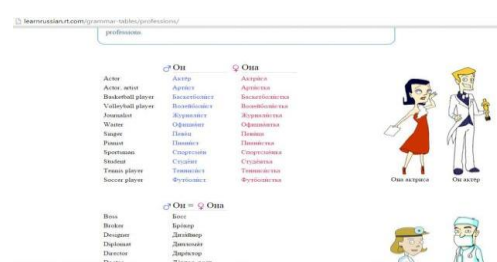 learnrussian.rt.com/grammar-tables/professions/
professions
♂ Он ♀ Она
Actor Актёр Актриса
Actor, artist Артист Артистка
Basketball player Баскетболист Баскетболистка
Volleyball player Волейболист Волейболистка
Journalist Журналист Журналистка
Waiter Официант Официантка
Singer Певец Певица
Pianist Пианист Пианистка
Sportsman Спортсмен Спортсменка
Student Студент Студентка
Tennis player Теннисист Теннисистка
Soccer player Футболист Футболистка
Она актриса Он актёр
♂ Он = ♀ Она
Boss Босс
Broker Брокер
Designer Дизайнер
Diplomat Дипломат
Director Директор